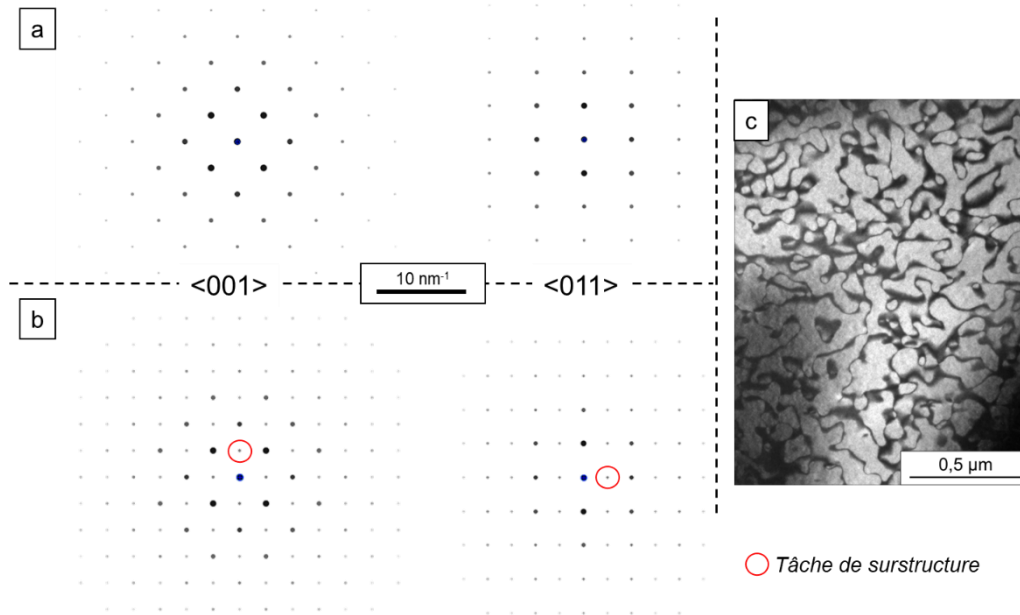 a
c
<001>
10 nm⁻¹
<011>
b
0,5 µm
Tâche de surstructure